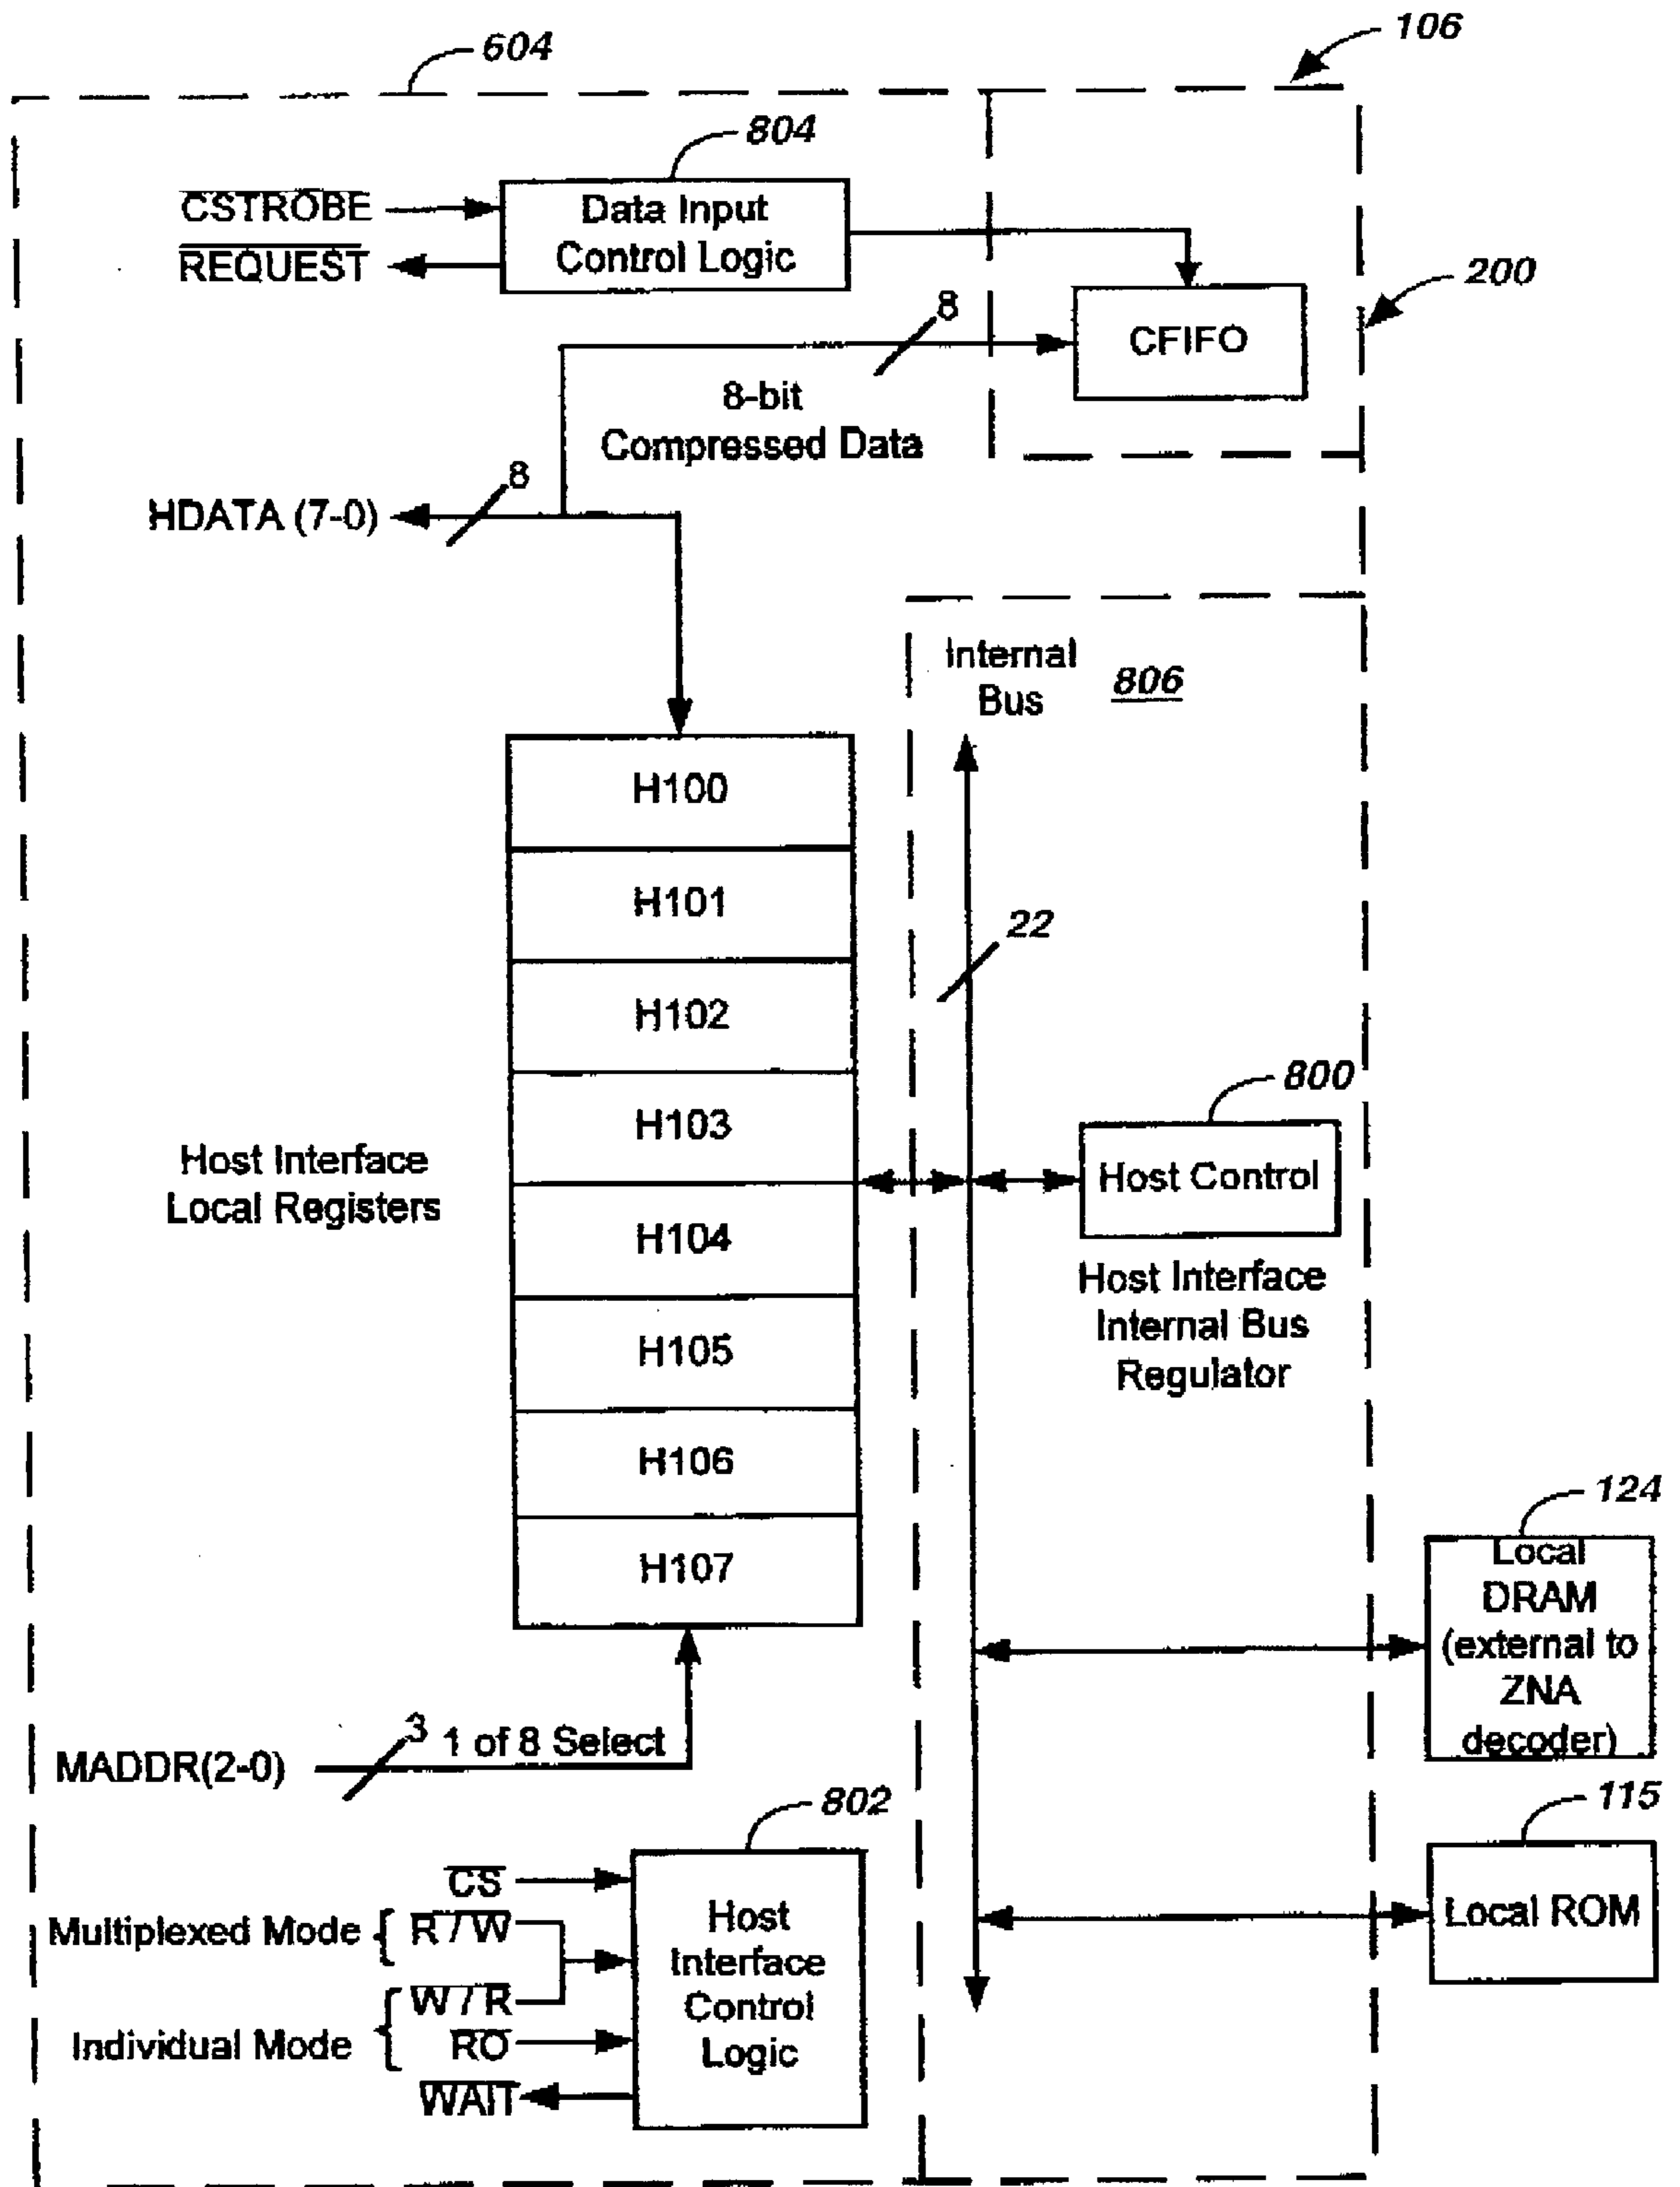 604
106
804
CSTROBE
REQUEST
Data Input
Control Logic
200
8
CFIFO
8-bit
Compressed Data
8
HDATA (7-0)
Internal
Bus
806
H100
H101
22
H102
800
H103
Host Control
Host Interface
Local Registers
H104
Host Interface
Internal Bus
Regulator
H105
H106
H107
124
Local
DRAM
(external to
ZNA
decoder)
MADDR(2-0)
3
1 of 8 Select
802
115
CS
Multiplexed Mode { R / W
W / R
Individual Mode {
RO
WAIT
Host
Interface
Control
Logic
Local ROM